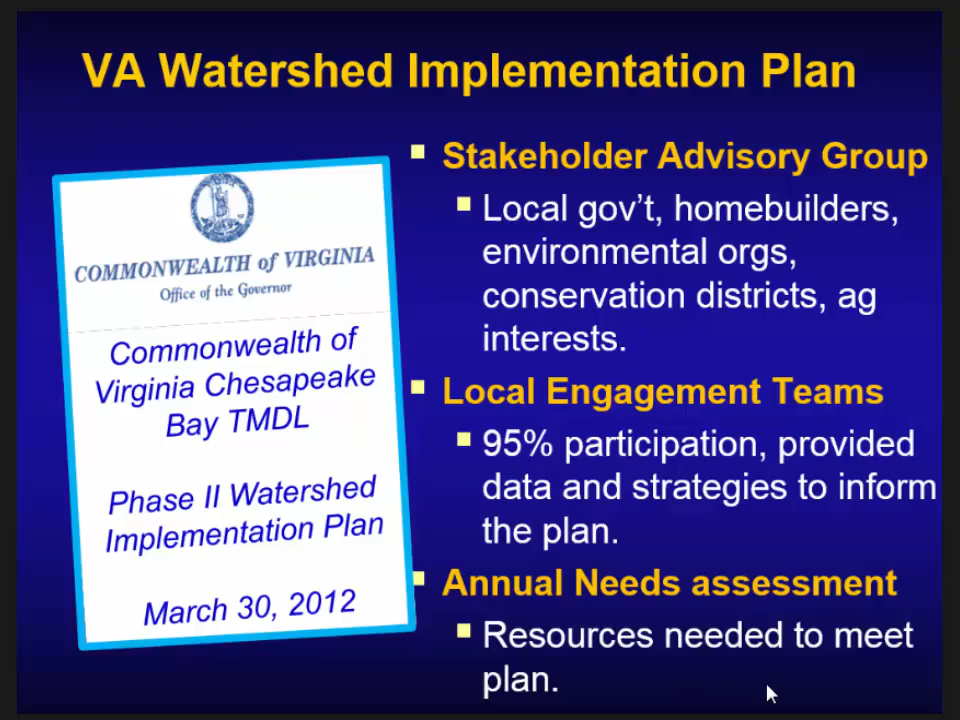 VA Watershed Implementation Plan
COMMONWEALTH of VIRGINIA
Office of the Governor
Commonwealth of
Virginia Chesapeake
Bay TMDL
Phase II Watershed
Implementation Plan
March 30, 2012
Stakeholder Advisory Group
Local gov’t, homebuilders,
environmental orgs,
conservation districts, ag
interests.
Local Engagement Teams
95% participation, provided
data and strategies to inform
the plan.
Annual Needs assessment
Resources needed to meet
plan.